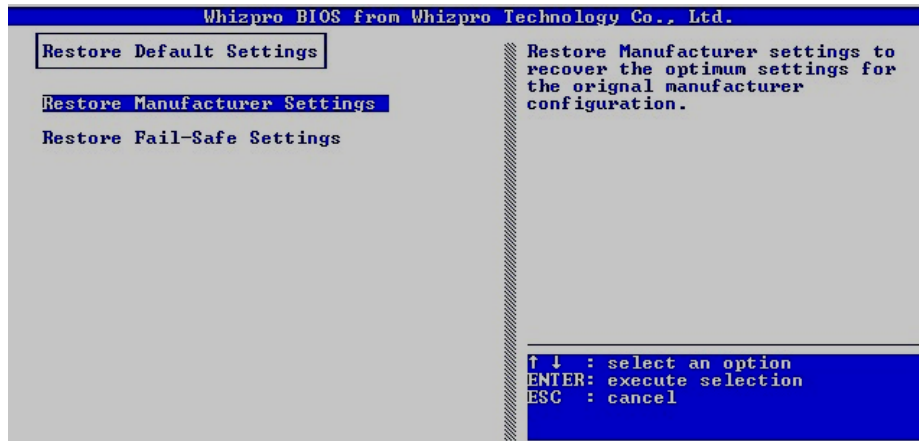 Whizpro BIOS from Whizpro Technology Co., Ltd.
Restore Default Settings
Restore Manufacturer Settings
Restore Fail-Safe Settings
Restore Manufacturer settings to
recover the optimum settings for
the orignal manufacturer
configuration.
↑ ↓ : select an option
ENTER: execute selection
ESC : cancel